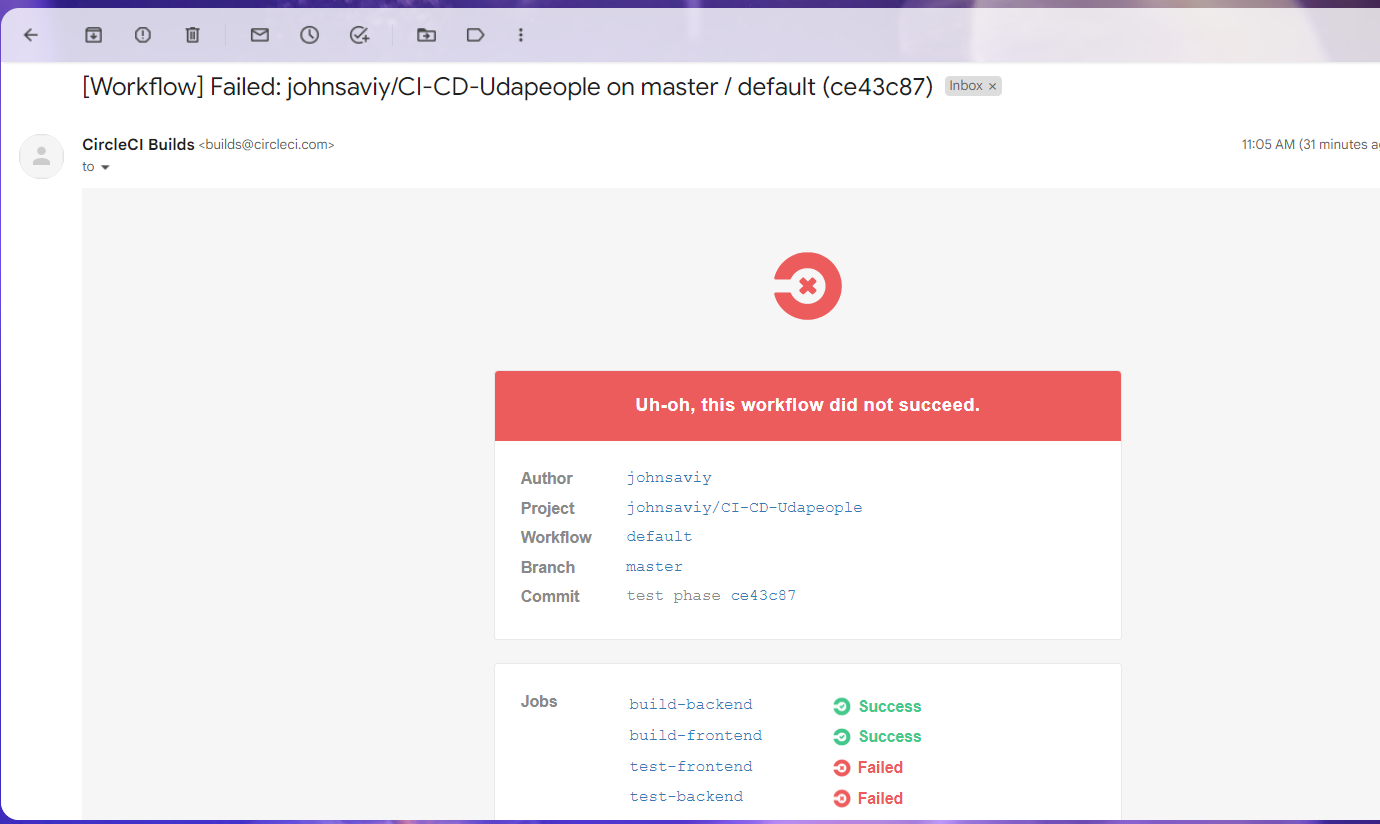 [Workflow] Failed: johnsaviy/CI-CD-Udapeople on master / default (ce43c87) Inbox ×
CircleCI Builds <builds@circleci.com> 11:05 AM (31 minutes
to
Uh-oh, this workflow did not succeed.
Author johnsaviy
Project johnsaviy/CI-CD-Udapeople
Workflow default
Branch master
Commit test phase ce43c87
Jobs build-backend Success
build-frontend Success
test-frontend Failed
test-backend Failed